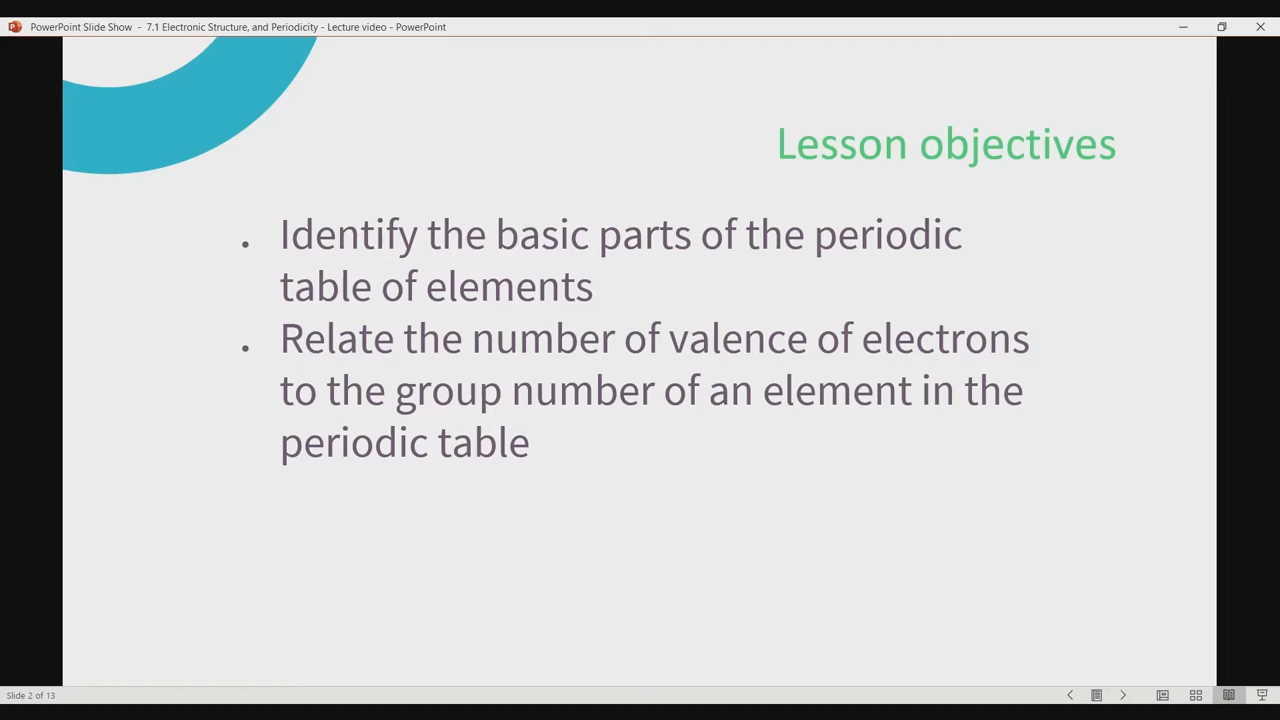 PowerPoint Slide Show - 7.1 Electronic Structure, and Periodicity - Lecture video - PowerPoint
Lesson objectives
• Identify the basic parts of the periodic
table of elements
• Relate the number of valence of electrons
to the group number of an element in the
periodic table
Slide 2 of 13